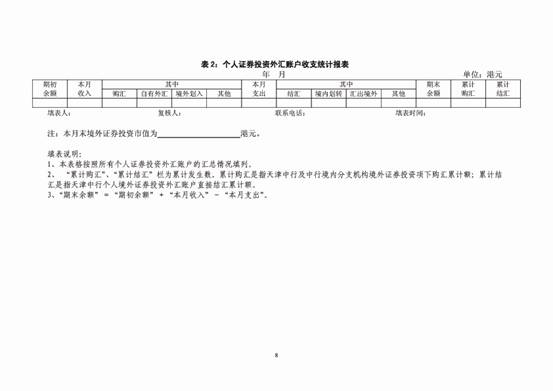 表 2：个人证券投资外汇账户收支统计报表
年 月 单位：港元
期初余额 本月收入 其中 本月支出 其中 期末余额 累计购汇 累计结汇
购汇 自有外汇 境外划入 其他 结汇 境内划转 汇出境外 其他
填表人： 复核人： 联系电话： 填表时间：
注：本月末境外证券投资市值为____________________港元。
填表说明：
1、本表格按照所有个人证券投资外汇账户的汇总情况填列。
2、 “累计购汇”、“累计结汇”栏为累计发生数。累计购汇是指天津中行及中行境内分支机构境外证券投资项下购汇累计额；累计结
汇是指天津中行个人境外证券投资外汇账户直接结汇累计额。
3、“期末余额” = “期初余额” + “本月收入” - “本月支出”。
8